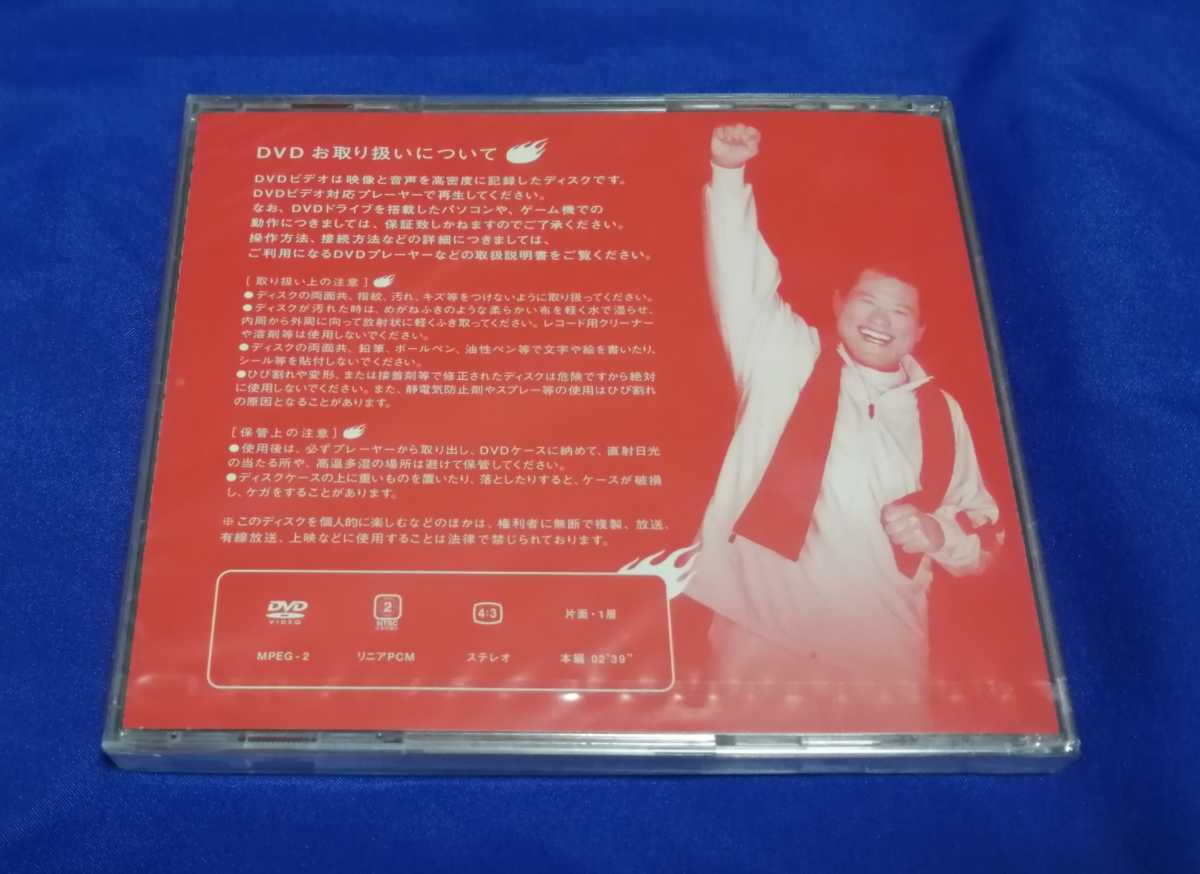 DVD お取り扱いについて
DVDビデオは映像と音声を高密度に記録したディスクです。
DVDビデオ対応プレーヤーで再生してください。
なお、DVDドライブを搭載したパソコンや、ゲーム機での
動作につきましては、保証致しかねますのでご了承ください。
操作方法、接続方法などの詳細につきましては、
ご利用になるDVDプレーヤーなどの取扱説明書をご覧ください。
[ 取り扱い上の注意 ]
●ディスクの両面共、指紋、汚れ、キズ等をつけないように取り扱ってください。
●ディスクが汚れた時は、めがねふきのような柔らかい布を軽く水で湿らせ、
内周から外周に向って放射状に軽くふき取ってください。レコード用クリーナー
や溶剤等は使用しないでください。
●ディスクの両面共、鉛筆、ボールペン、油性ペン等で文字や絵を書いたり、
シール等を貼付しないでください。
●ひび割れや変形、または接着剤等で修正されたディスクは危険ですから絶対
に使用しないでください。また、静電気防止剤やスプレー等の使用はひび割れ
の原因となることがあります。
[保管上の注意]
●使用後は、必ずプレーヤーから取り出し、DVDケースに納めて、直射日光
の当たる所や、高温多湿の場所は避けて保管してください。
●ディスクケースの上に重いものを置いたり、落としたりすると、ケースが破損
し、ケガをすることがあります。
※このディスクを個人的に楽しむなどのほかは、権利者に無断で複製、放送、
有線放送、上映などに使用することは法律で禁じられております。
DVD VIDEO
2 NTSC
4:3
片面・1層
MPEG-2
リニアPCM
ステレオ
本編 02'39"